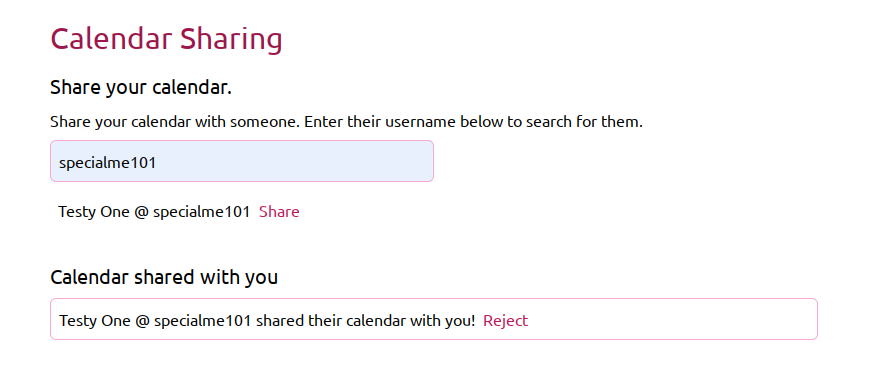 Calendar Sharing
Share your calendar.
Share your calendar with someone. Enter their username below to search for them.
specialme101
Testy One @ specialme101 Share
Calendar shared with you
Testy One @ specialme101 shared their calendar with you! Reject